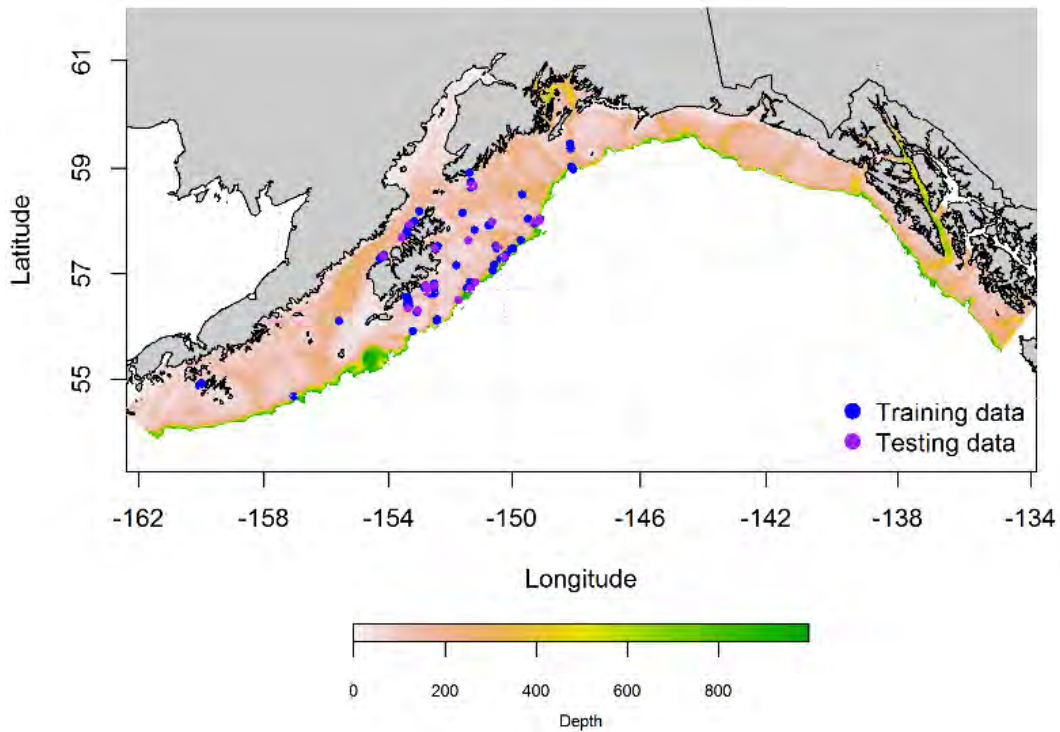 61
59
57
55
Latitude
Training data
Testing data
-162 -158 -154 -150 -146 -142 -138 -134
Longitude
0 200 400 600 800
Depth